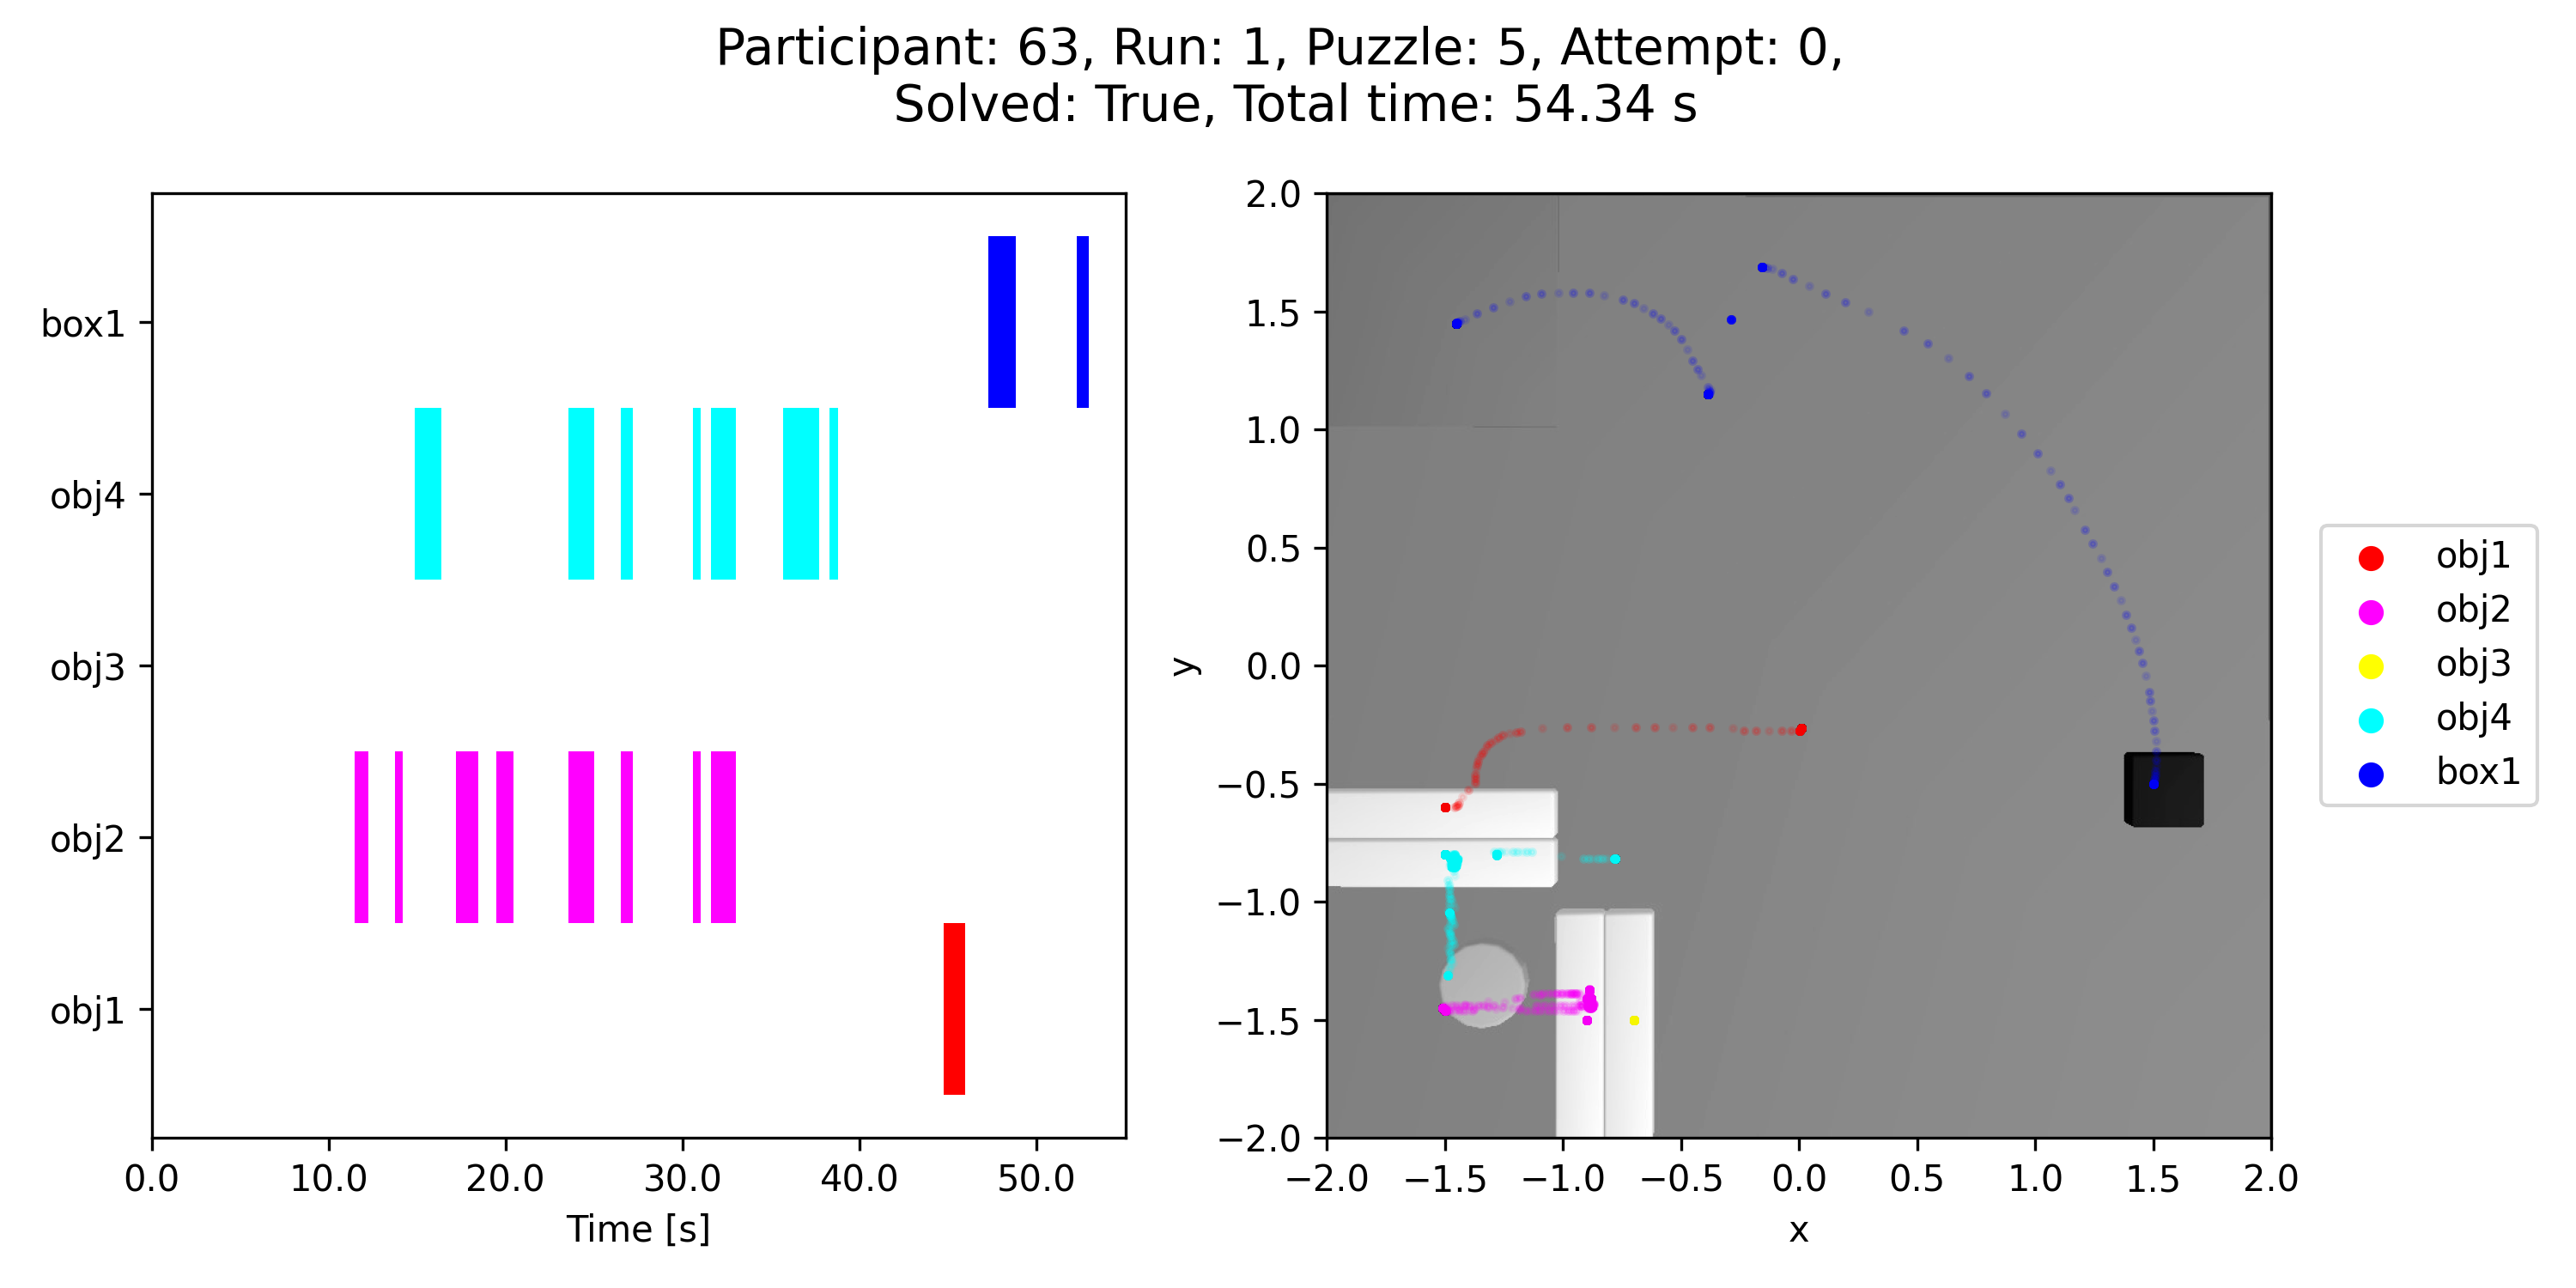 Participant: 63, Run: 1, Puzzle: 5, Attempt: 0,
Solved: True, Total time: 54.34 s
box1
obj4
obj3
obj2
obj1
0.0 10.0 20.0 30.0 40.0 50.0
Time [s]
2.0
1.5
1.0
0.5
0.0
−0.5
−1.0
−1.5
−2.0
y
−2.0 −1.5 −1.0 −0.5 0.0 0.5 1.0 1.5 2.0
x
obj1
obj2
obj3
obj4
box1